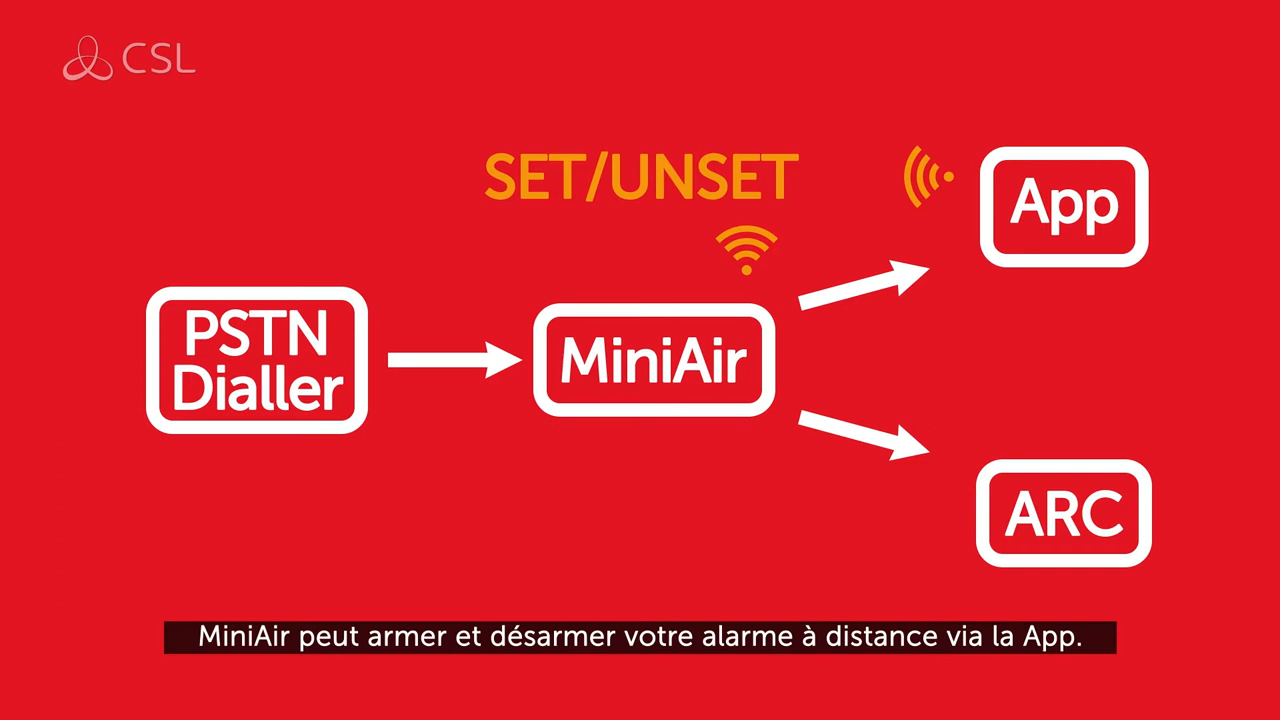 CSL
SET/UNSET
App
PSTN
Dialler
MiniAir
ARC
MiniAir peut armer et désarmer votre alarme à distance via la App.